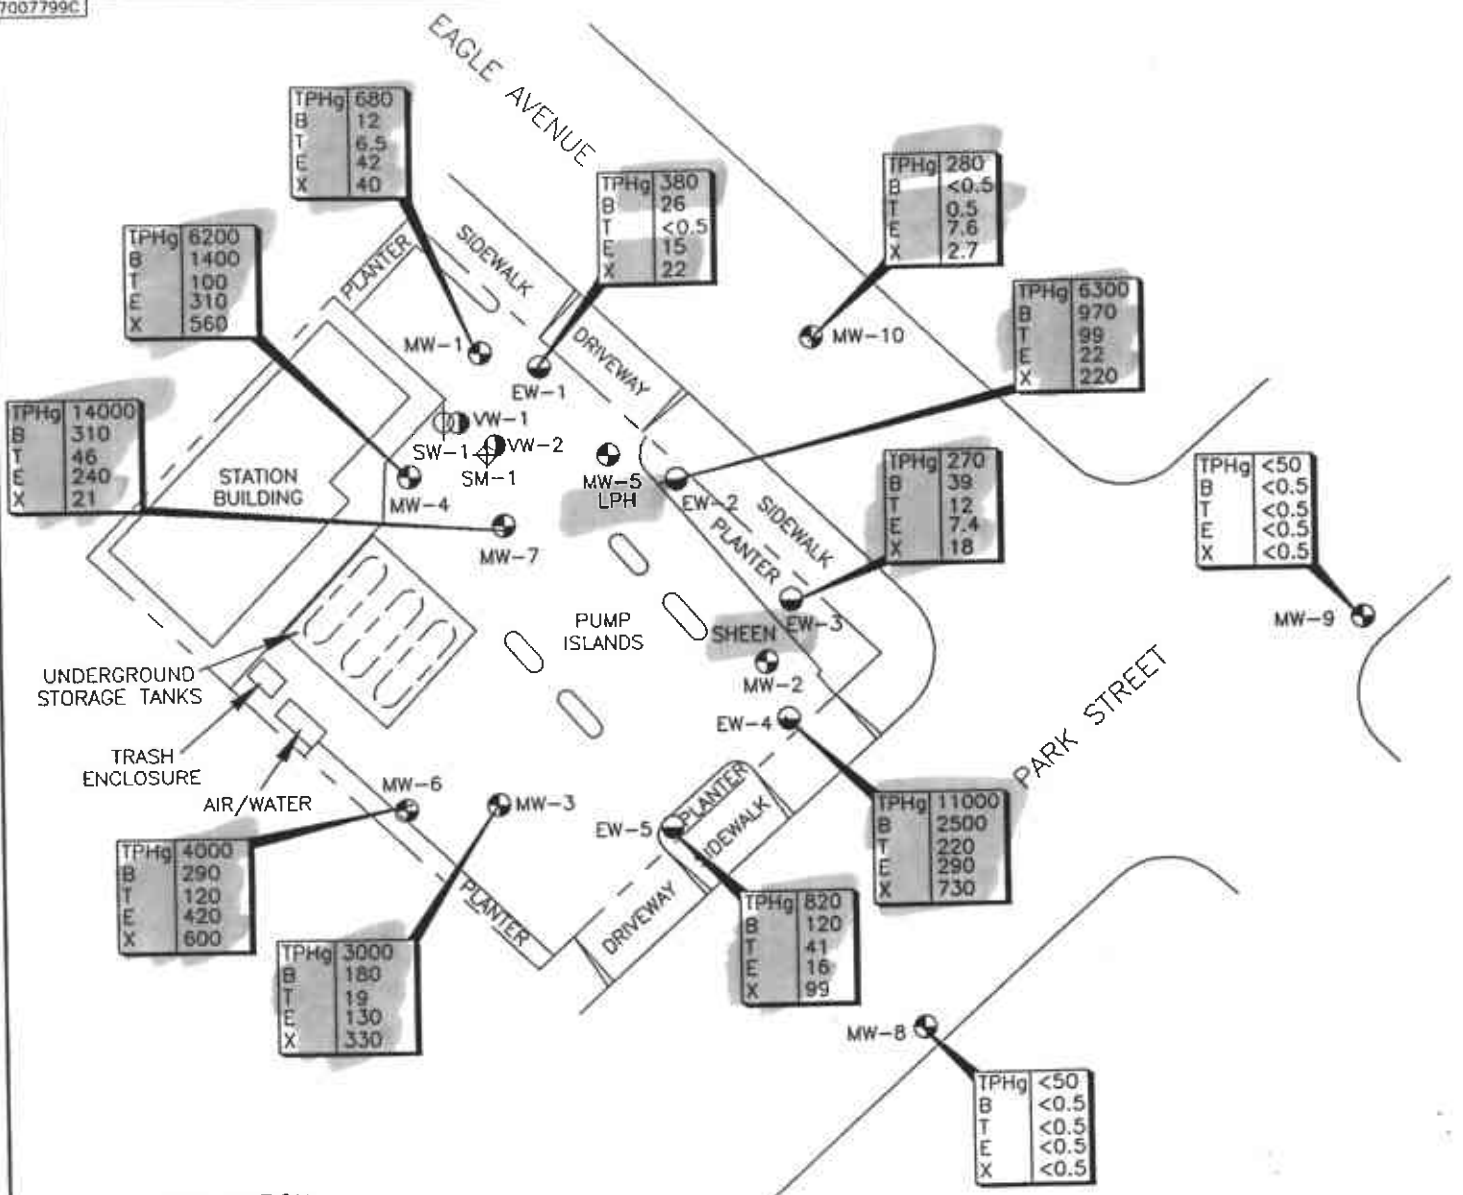 7007799C
EAGLE AVENUE
TPHg 680
B 12
T 6.5
E 42
X 40
TPHg 380
B 26
T <0.5
E 15
X 22
TPHg 280
B <0.5
T 0.5
E 7.6
X 2.7
TPHg 6200
B 1400
T 100
E 310
X 560
TPHg 6300
B 970
T 99
E 22
X 220
PLANTER
SIDEWALK
DRIVEWAY
MW-1
EW-1
MW-10
TPHg 14000
B 310
T 46
E 240
X 21
VW-1
SW-1
VW-2
SM-1
STATION
BUILDING
MW-4
MW-5
LPH
EW-2
MW-7
TPHg 270
B 39
T 12
E 7.4
X 18
SIDEWALK
PLANTER
TPHg <50
B <0.5
T <0.5
E <0.5
X <0.5
MW-9
PUMP
ISLANDS
EW-3
SHEEN
MW-2
EW-4
UNDERGROUND
STORAGE TANKS
TRASH
ENCLOSURE
AIR/WATER
PARK STREET
MW-6
MW-3
EW-5
PLANTER
SIDEWALK
DRIVEWAY
PLANTER
TPHg 4000
B 290
T 120
E 420
X 600
TPHg 3000
B 180
T 19
E 130
X 330
TPHg 11000
B 2500
T 220
E 290
X 730
TPHg 820
B 120
T 41
E 16
X 99
MW-8
TPHg <50
B <0.5
T <0.5
E <0.5
X <0.5